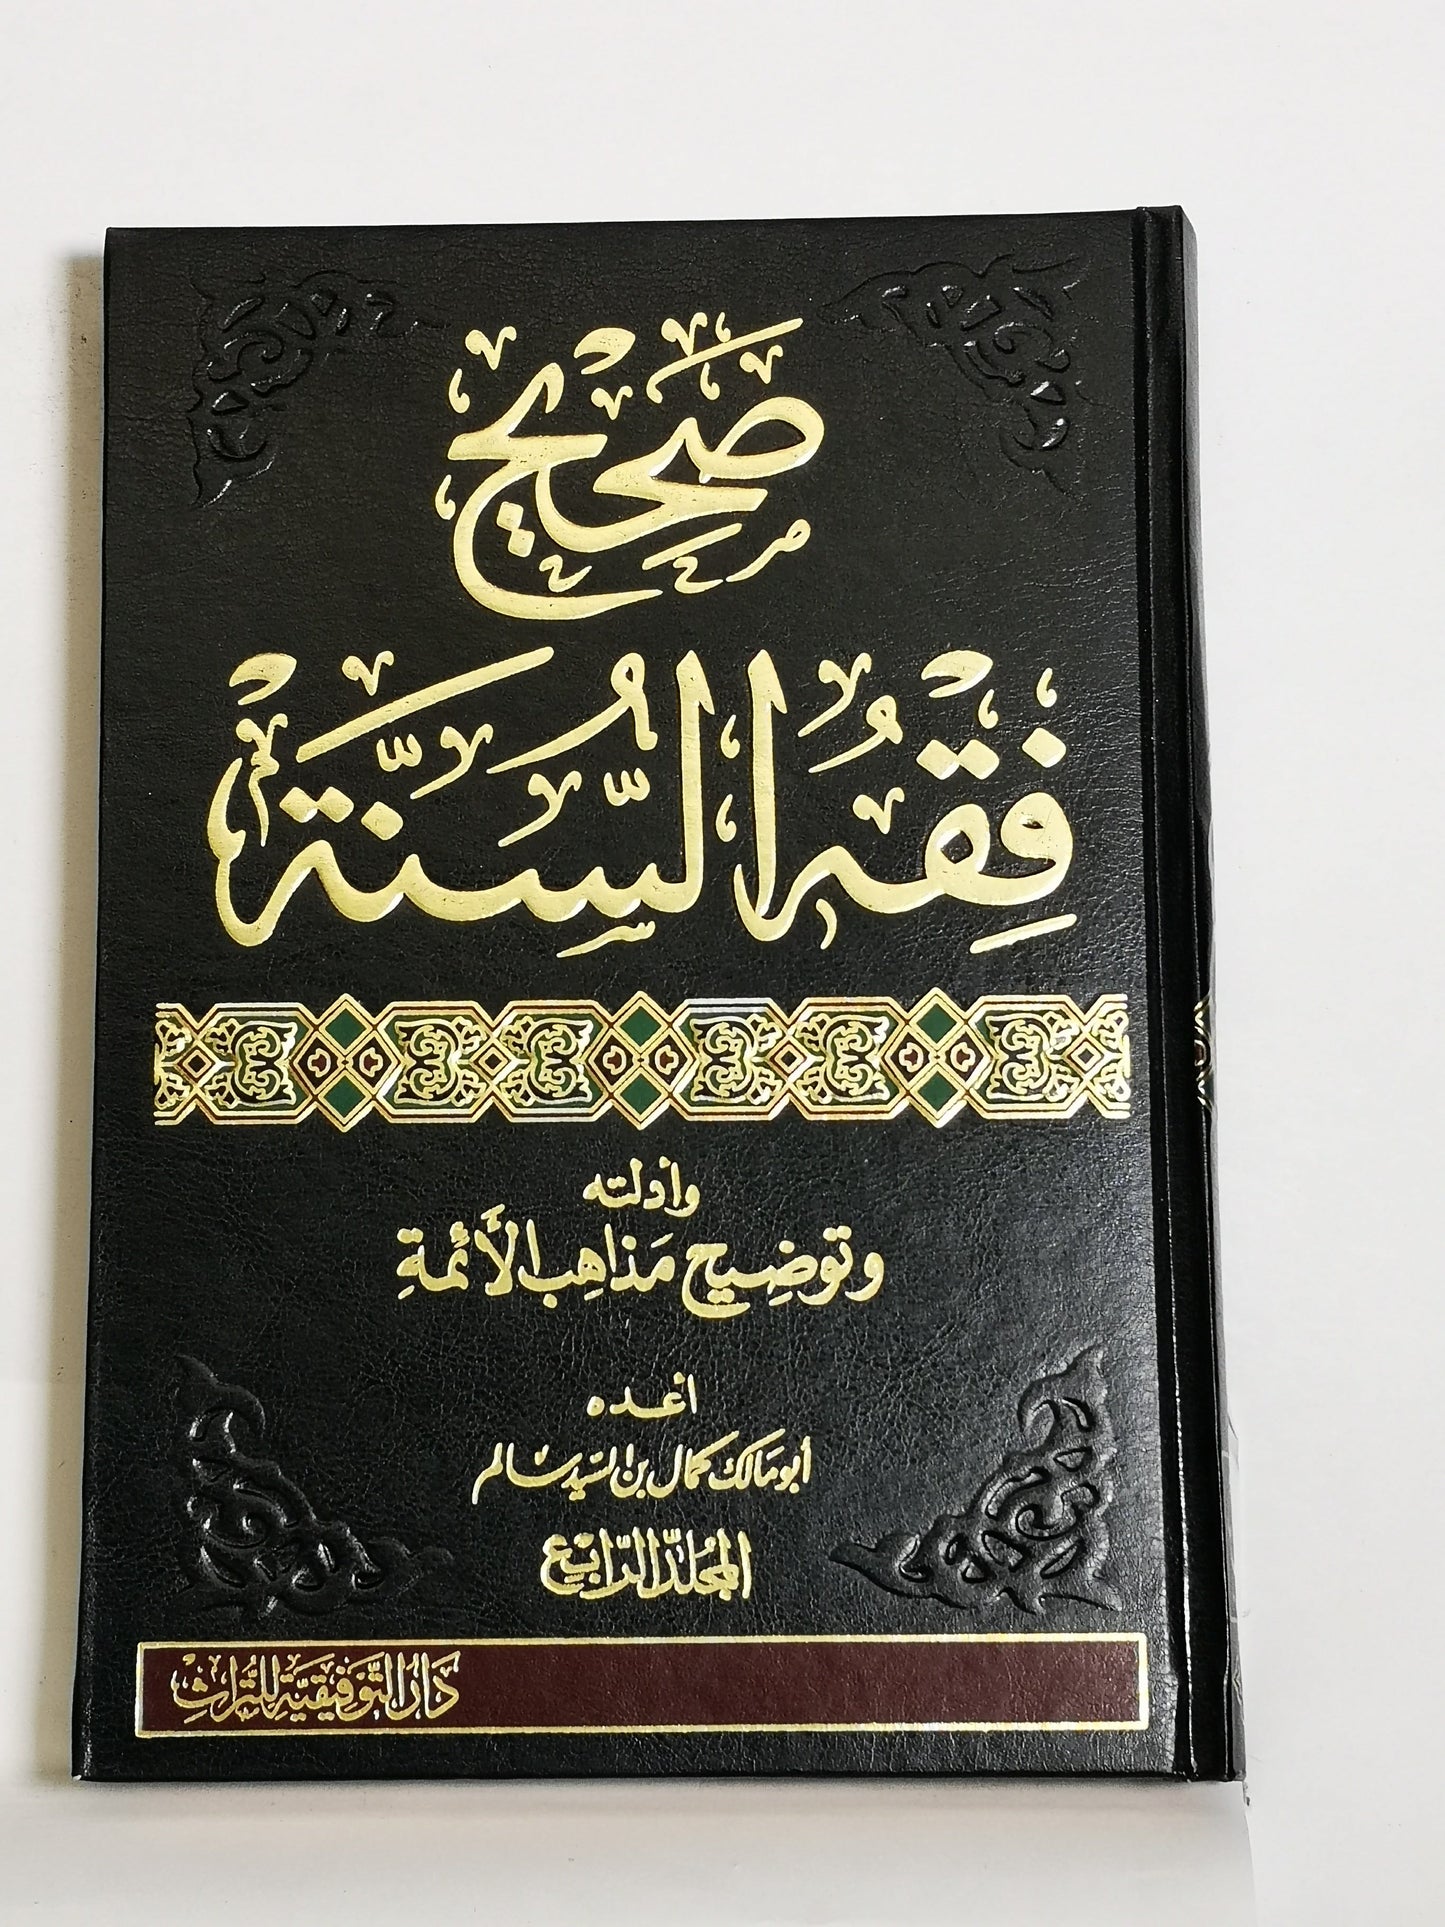 صحيح
فقه السنة
وأدلته
وتوضيح مذاهب الأئمة
أعده
أبو مالك كمال بن السيد سالم
المجلد الرابع
دار التوفيقية للتراث